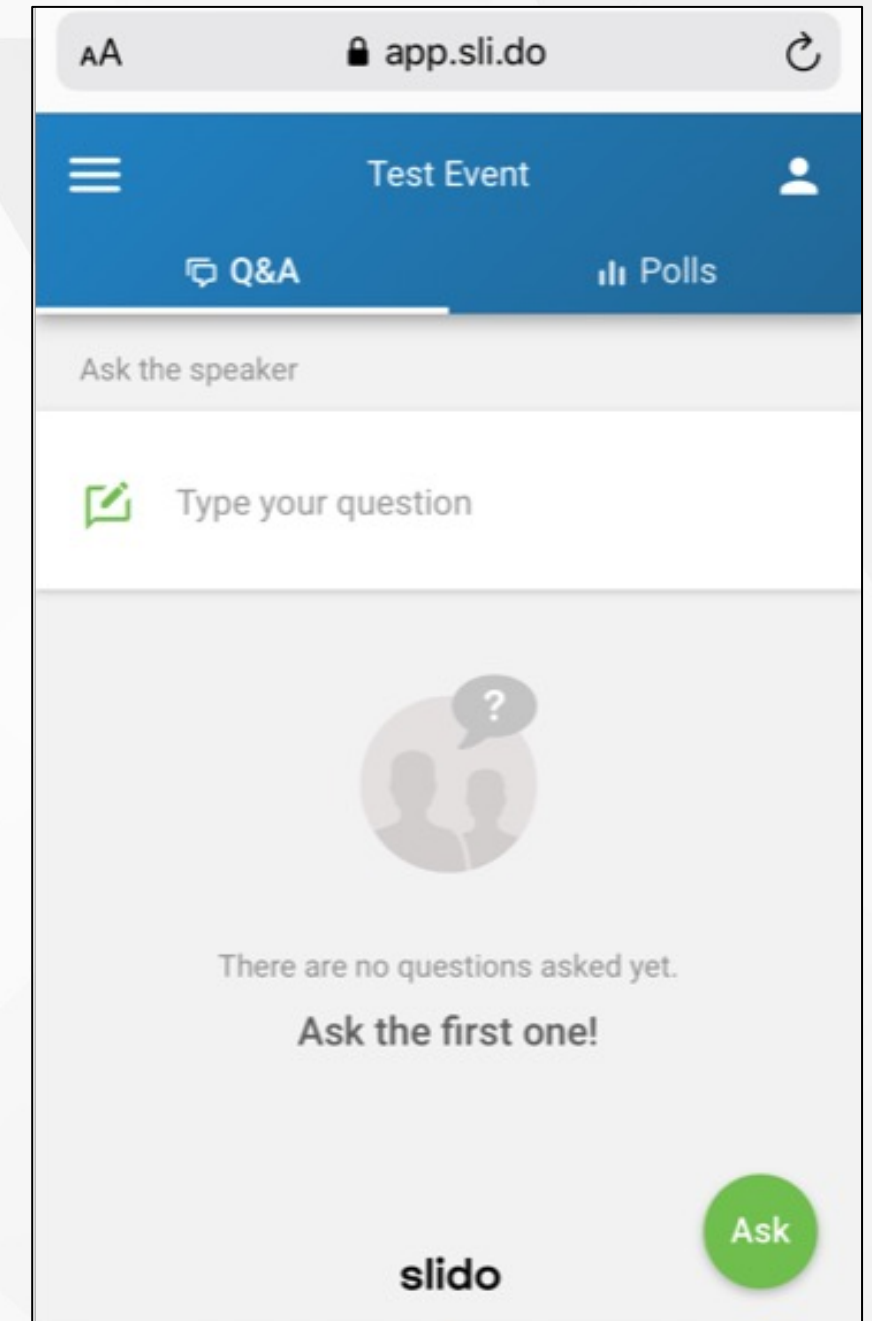 AA app.sli.do
Test Event
Q&A Polls
Ask the speaker
Type your question
?
There are no questions asked yet.
Ask the first one!
Ask
slido